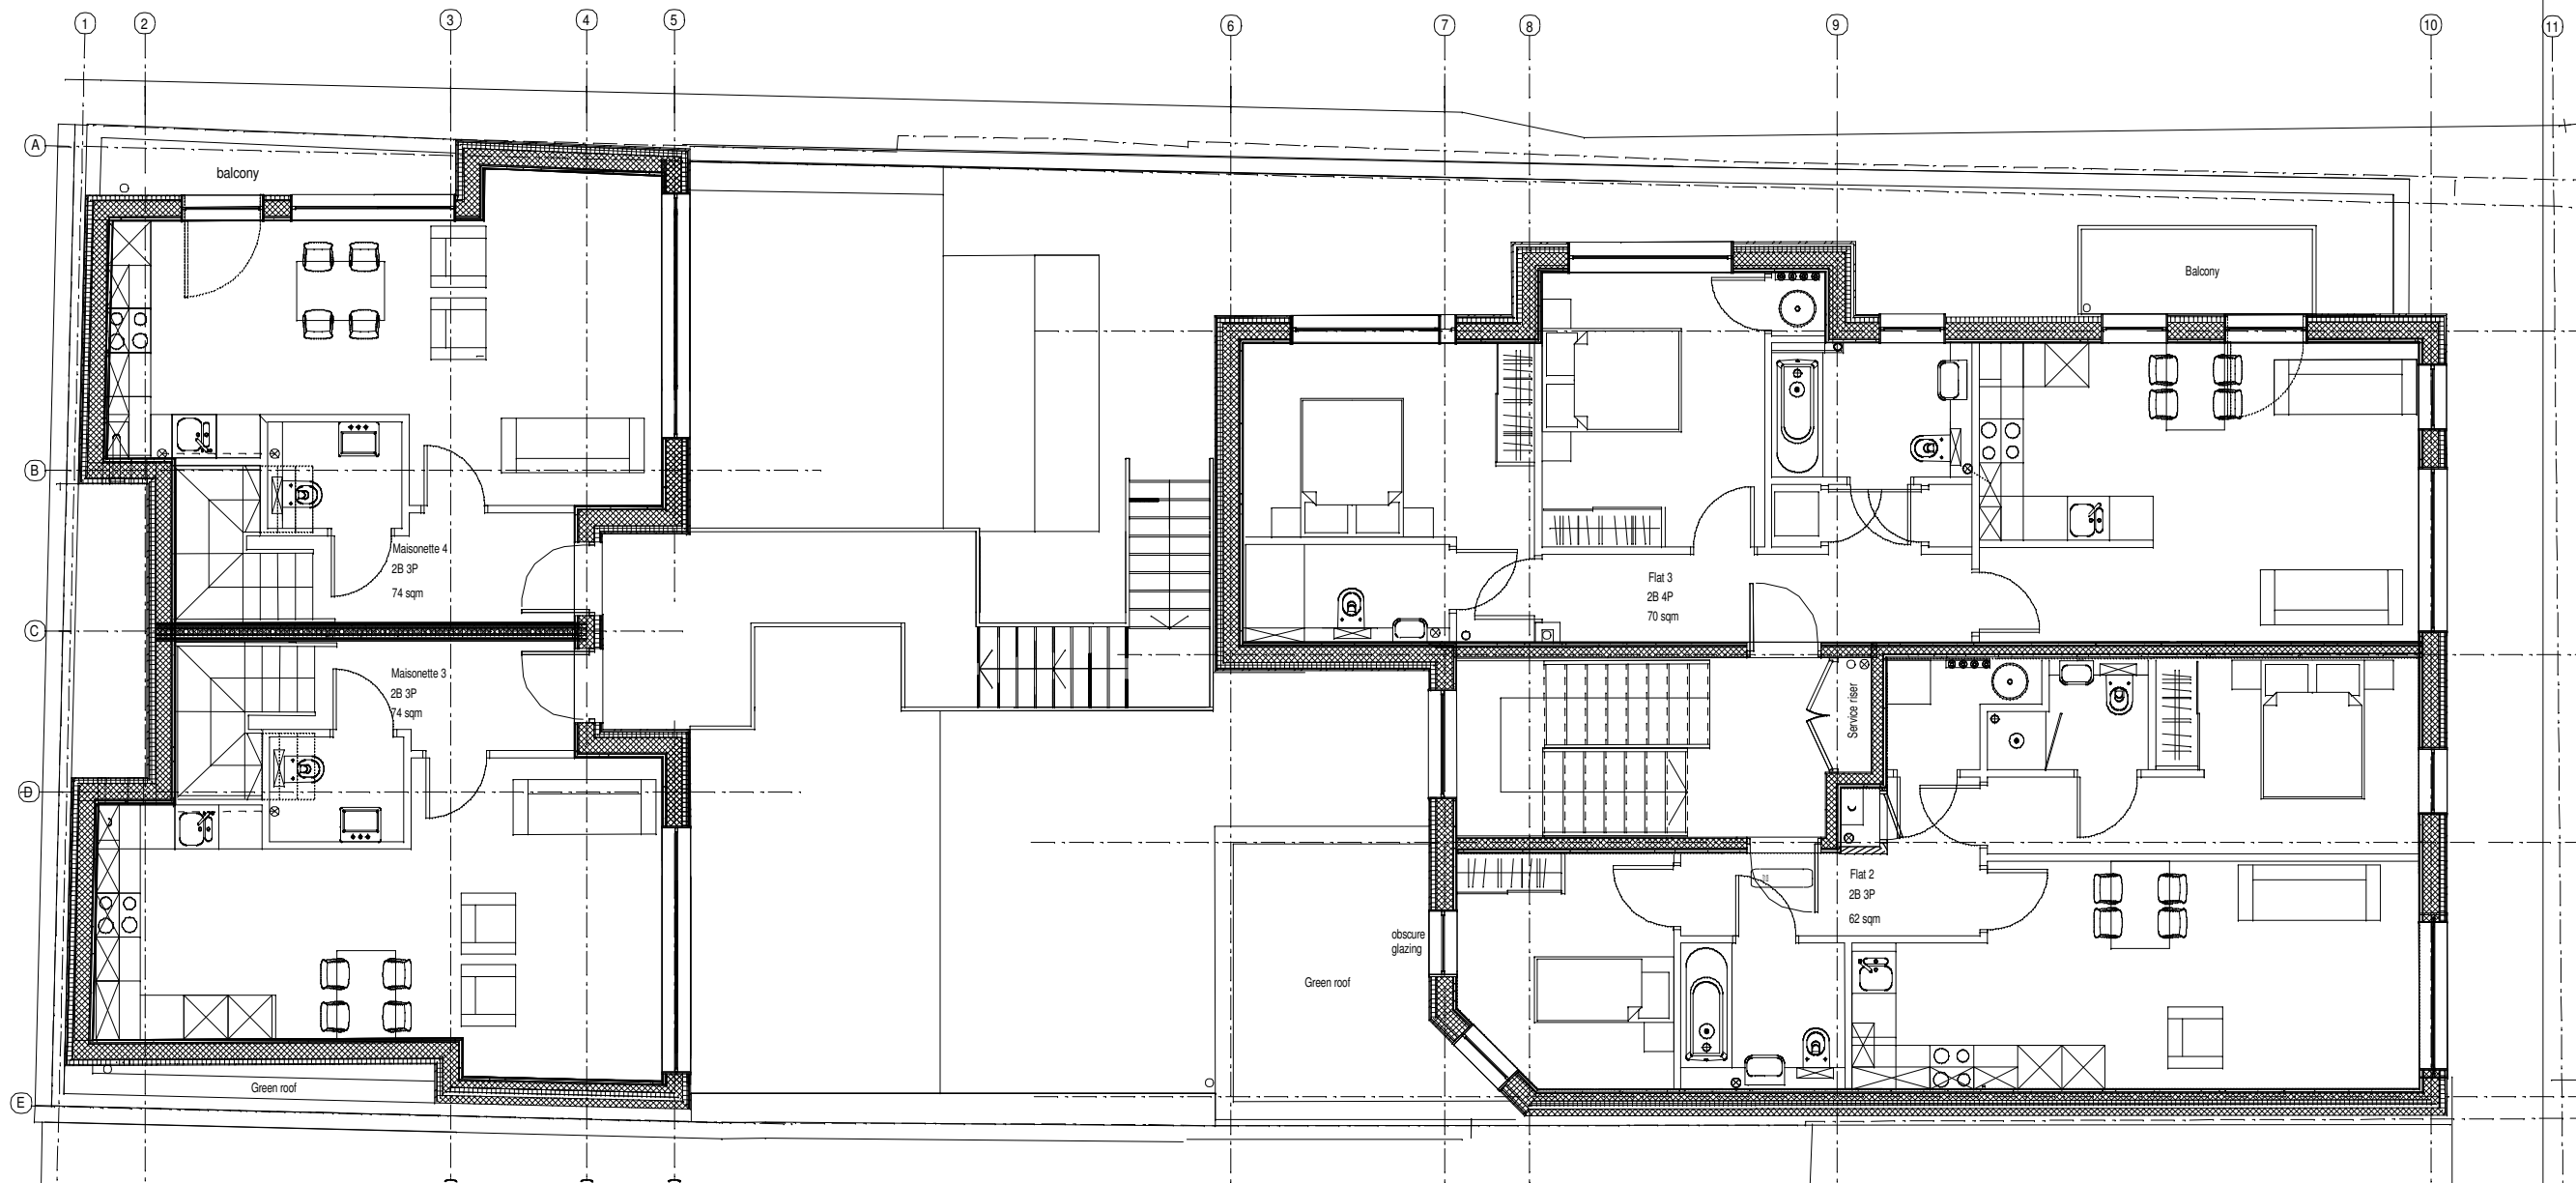 1 2 3 4 5 6 7 8 9 10 11
A
balcony
Balcony
B
Maisonette 4
2B 3P
74 sqm
Flat 3
2B 4P
70 sqm
C
Maisonette 3
2B 3P
74 sqm
Service riser
D
Flat 2
2B 3P
62 sqm
obscure
glazing
Green roof
Green roof
E